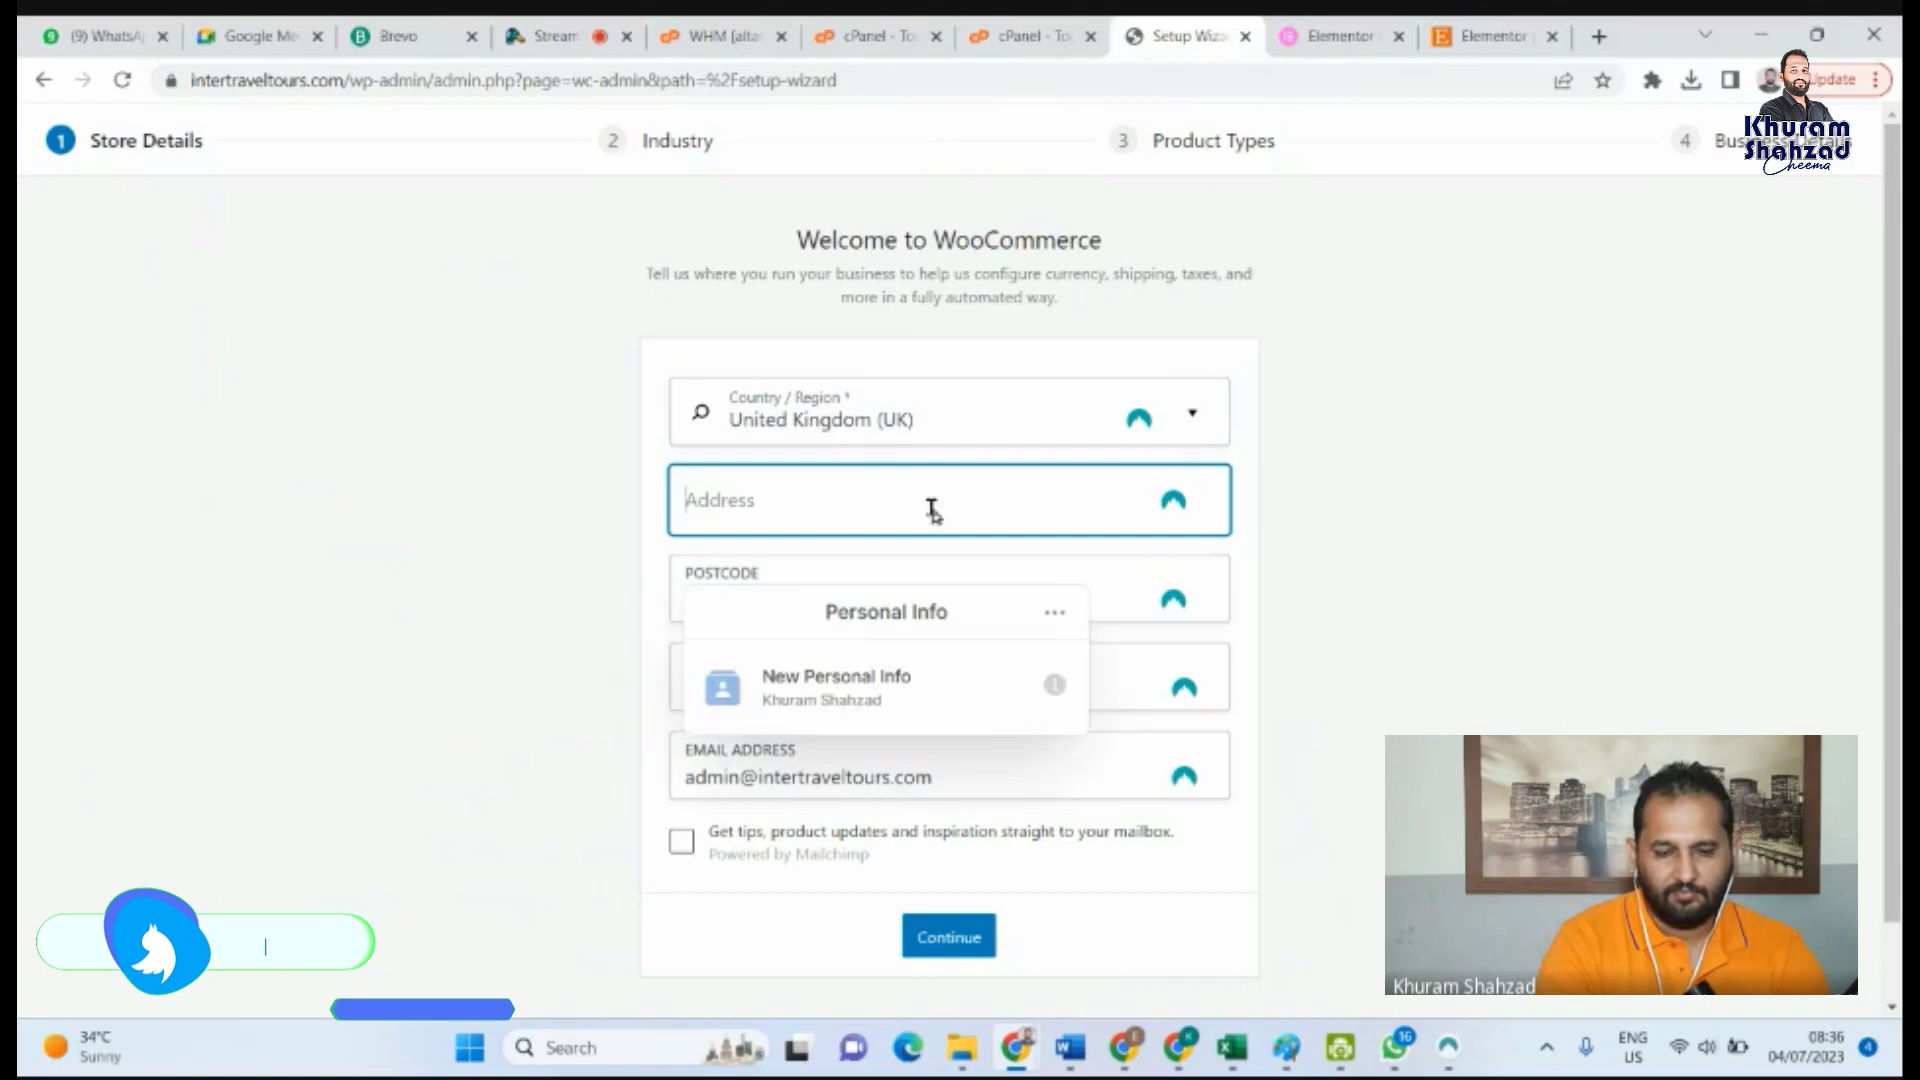 (9) WhatsA
Google Me
Brevo
Stream
WHM [alta
cPanel - Too
cPanel - Too
Setup Wiza
Elementor
Elementor
intertraveltours.com/wp-admin/admin.php?page=wc-admin&path=%2Fsetup-wizard
Update
Khuram
Shahzad
Cheema
1 Store Details
2 Industry
3 Product Types
4
Welcome to WooCommerce
Tell us where you run your business to help us configure currency, shipping, taxes, and
more in a fully automated way.
Country / Region *
United Kingdom (UK)
Address
POSTCODE
Personal Info
New Personal Info
Khuram Shahzad
EMAIL ADDRESS
admin@intertraveltours.com
Get tips, product updates and inspiration straight to your mailbox.
Powered by Mailchimp
Continue
Khuram Shahzad
34°C
Sunny
Search
16
ENG
US
08:36
04/07/2023
4